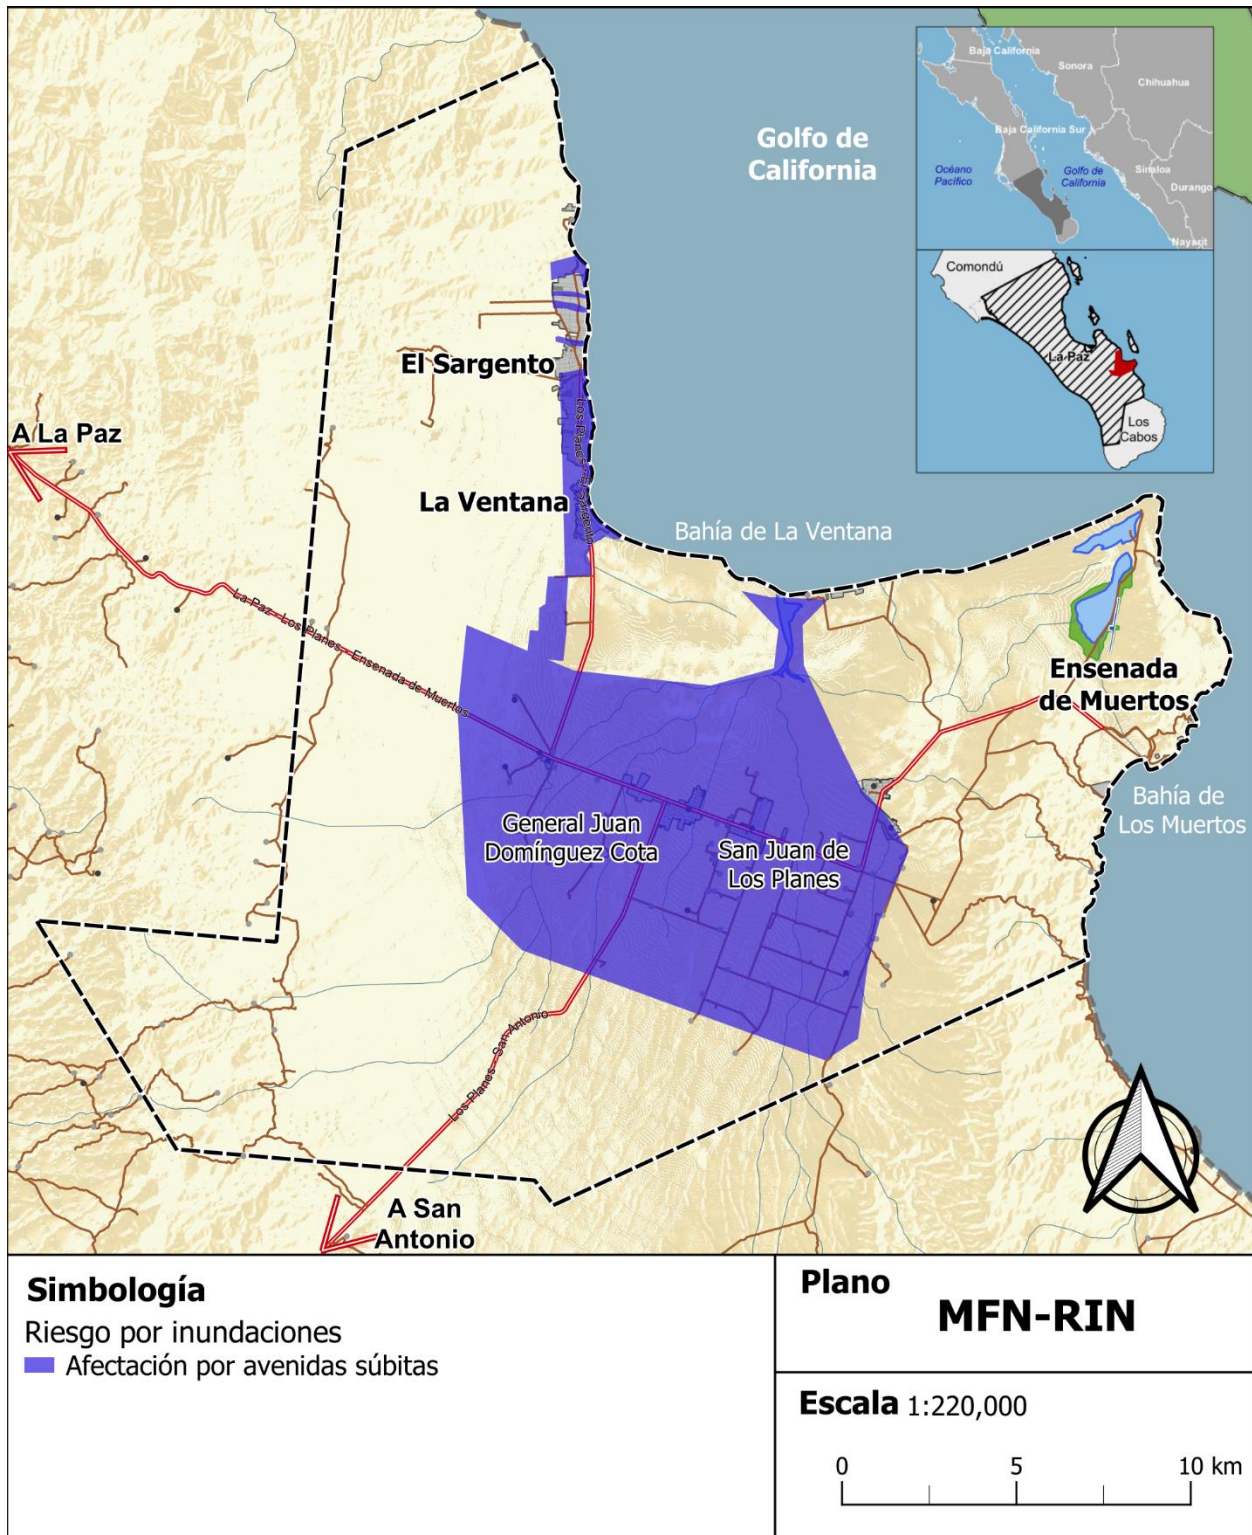 Golfo de
California
Baja California
Sonora
Chihuahua
Baja California Sur
Océano
Pacífico
Golfo de
California
Sinaloa
Durango
Nayarit
Comondú
La Paz
Los
Cabos
El Sargento
Los Planes - El Sargento
A La Paz
La Ventana
Bahía de La Ventana
La Paz - Los Planes - Ensenada de Muertos
Ensenada
de Muertos
Bahía de
Los Muertos
General Juan
Domínguez Cota
San Juan de
Los Planes
Los Planes - San Antonio
A San
Antonio
Simbología
Riesgo por inundaciones
Afectación por avenidas súbitas
Plano
MFN-RIN
Escala 1:220,000
0 5 10 km